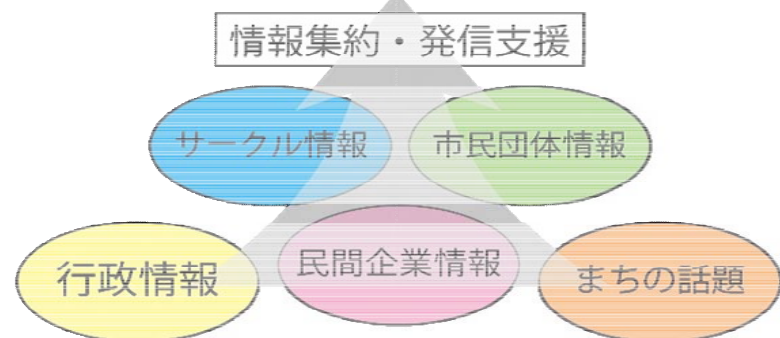 情報集約・発信支援
サークル情報
市民団体情報
行政情報
民間企業情報
まちの話題